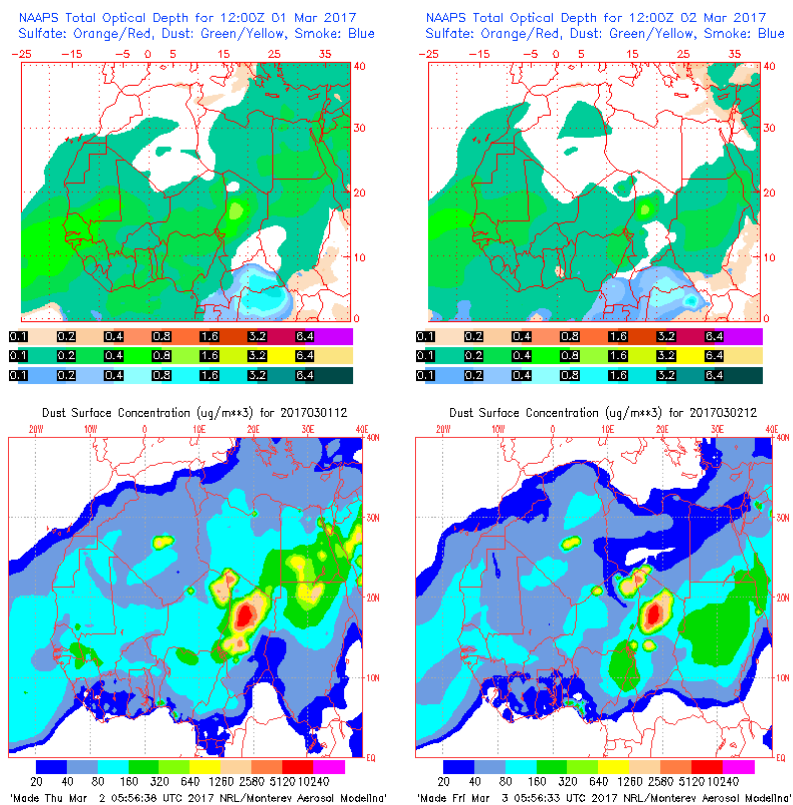 NAAPS Total Optical Depth for 12:00Z 01 Mar 2017
Sulfate: Orange/Red, Dust: Green/Yellow, Smoke: Blue
-25 -15 -5 0 5 15 25 35
40
30
20
10
0
0.1 0.2 0.4 0.8 1.6 3.2 6.4
0.1 0.2 0.4 0.8 1.6 3.2 6.4
0.1 0.2 0.4 0.8 1.6 3.2 6.4
NAAPS Total Optical Depth for 12:00Z 02 Mar 2017
Sulfate: Orange/Red, Dust: Green/Yellow, Smoke: Blue
-25 -15 -5 0 5 15 25 35
40
30
20
10
0
0.1 0.2 0.4 0.8 1.6 3.2 6.4
0.1 0.2 0.4 0.8 1.6 3.2 6.4
0.1 0.2 0.4 0.8 1.6 3.2 6.4
Dust Surface Concentration (ug/m**3) for 2017030112
20W 10W 0E 10E 20E 30E 40E
40N
30N
20N
10N
EQ
20 40 80 160 320 640 1260 2580 5120 10240
'Made Thu Mar 2 05:56:38 UTC 2017 NRL/Monterey Aerosol Modeling'
Dust Surface Concentration (ug/m**3) for 2017030212
20W 10W 0E 10E 20E 30E 40E
40N
30N
20N
10N
EQ
20 40 80 160 320 640 1260 2580 5120 10240
'Made Fri Mar 3 05:56:33 UTC 2017 NRL/Monterey Aerosol Modeling'